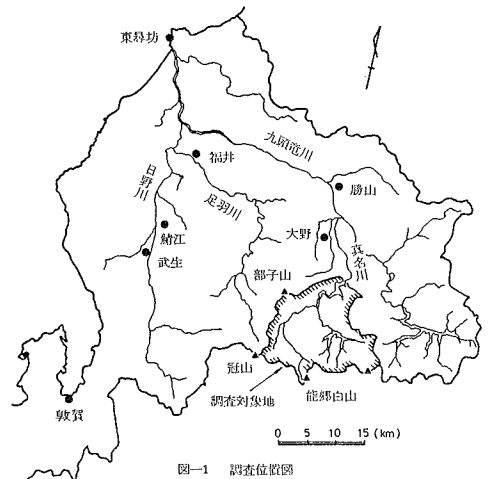 東尋坊
九頭竜川
福井
日野川
足羽川
勝山
鯖江
大野
真名川
武生
部子山
冠山
能郷白山
調査対象地
敦賀
0 5 10 15 (km)
図―1 調査位置図